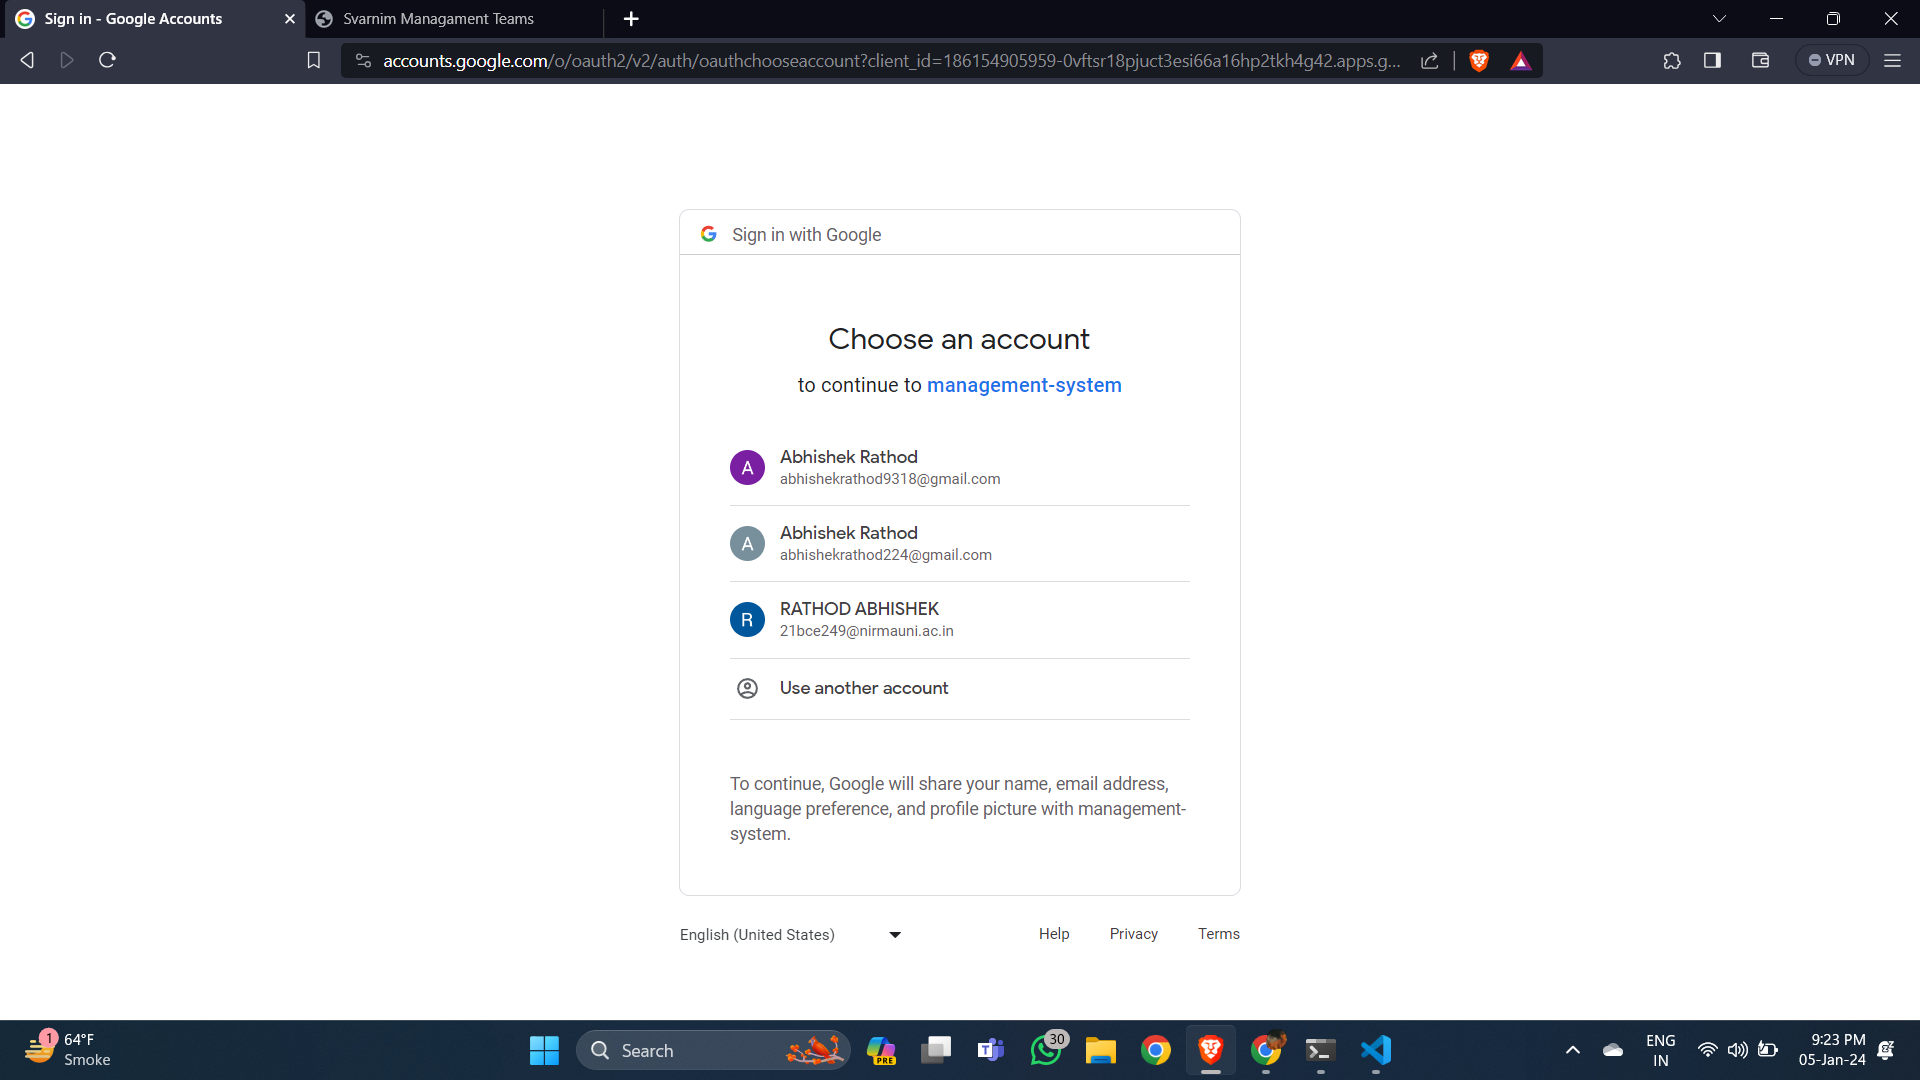 Sign in - Google Accounts
Svarnim Managament Teams
accounts.google.com/o/oauth2/v2/auth/oauthchooseaccount?client_id=186154905959-0vftsr18pjuct3esi66a16hp2tkh4g42.apps.g...
VPN
Sign in with Google
Choose an account
to continue to management-system
A
Abhishek Rathod
abhishekrathod9318@gmail.com
A
Abhishek Rathod
abhishekrathod224@gmail.com
R
RATHOD ABHISHEK
21bce249@nirmauni.ac.in
Use another account
To continue, Google will share your name, email address,
language preference, and profile picture with management-
system.
English (United States)
Help
Privacy
Terms
1
64°F
Smoke
Search
PRE
30
ENG
IN
9:23 PM
05-Jan-24